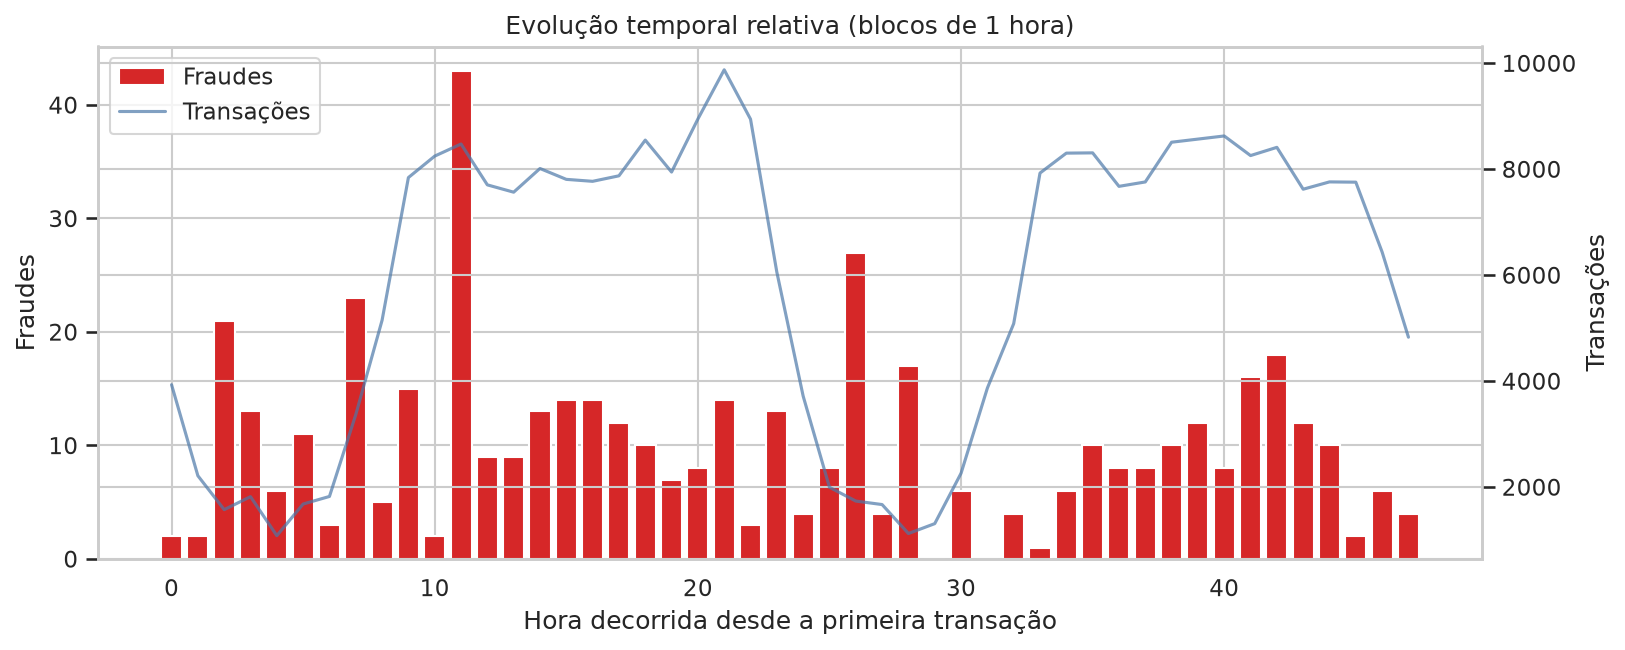 Evolução temporal relativa (blocos de 1 hora)
Fraudes
Transações
40
30
20
10
0
Fraudes
10000
8000
6000
4000
2000
Transações
0 10 20 30 40
Hora decorrida desde a primeira transação